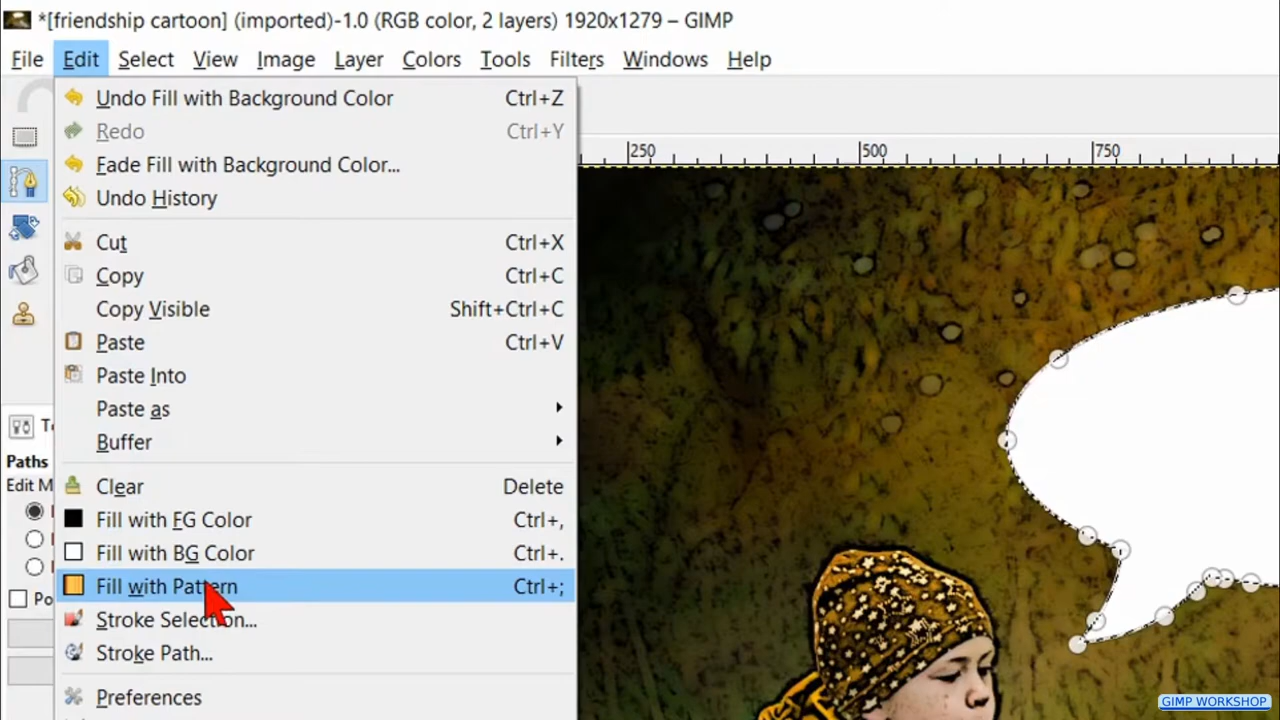 *[friendship cartoon] (imported)-1.0 (RGB color, 2 layers) 1920x1279 – GIMP
File Edit Select View Image Layer Colors Tools Filters Windows Help
Undo Fill with Background Color Ctrl+Z
Redo Ctrl+Y
Fade Fill with Background Color...
Undo History
Cut Ctrl+X
Copy Ctrl+C
Copy Visible Shift+Ctrl+C
Paste Ctrl+V
Paste Into
Paste as
Buffer
Clear Delete
Fill with FG Color Ctrl+,
Fill with BG Color Ctrl+.
Fill with Pattern Ctrl+;
Stroke Selection...
Stroke Path...
Preferences
250 500 750
Paths
Edit M
Po
GIMP WORKSHOP